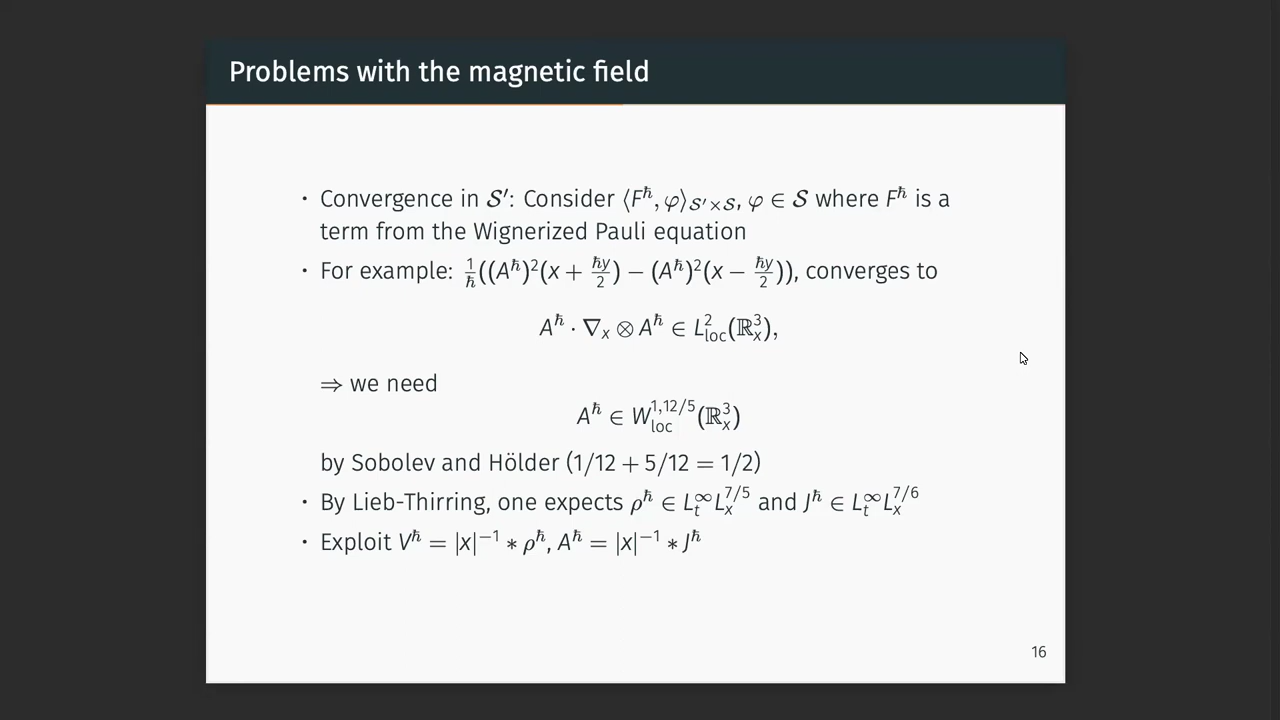 Problems with the magnetic field
· Convergence in 𝒮′: Consider ⟨F^ħ, φ⟩_{𝒮′×𝒮}, φ ∈ 𝒮 where F^ħ is a
term from the Wignerized Pauli equation
· For example: 1/ħ((A^ħ)²(x + ħy/2) − (A^ħ)²(x − ħy/2)), converges to
A^ħ · ∇_x ⊗ A^ħ ∈ L²_loc(ℝ³_x),
⇒ we need
A^ħ ∈ W^{1,12/5}_loc(ℝ³_x)
by Sobolev and Hölder (1/12 + 5/12 = 1/2)
· By Lieb-Thirring, one expects ρ^ħ ∈ L^∞_t L^{7/5}_x and J^ħ ∈ L^∞_t L^{7/6}_x
· Exploit V^ħ = |x|^{−1} ∗ ρ^ħ, A^ħ = |x|^{−1} ∗ J^ħ
16